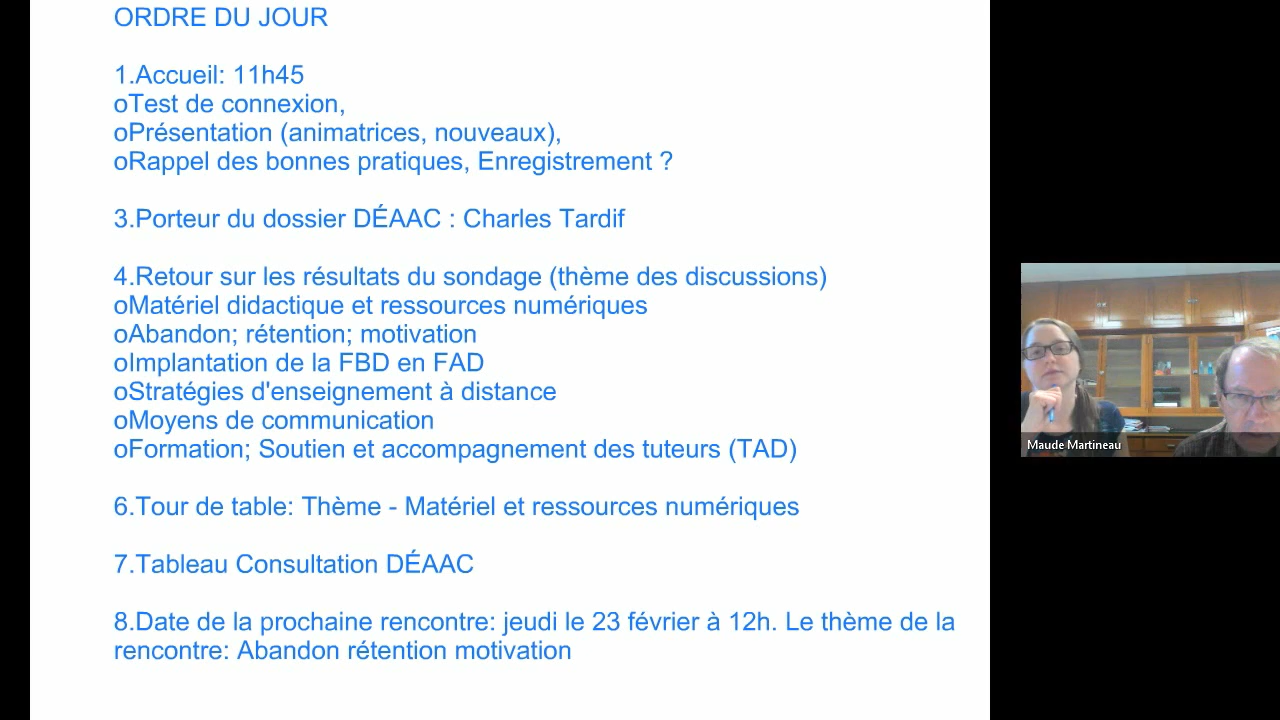 ORDRE DU JOUR
1.Accueil: 11h45
oTest de connexion,
oPrésentation (animatrices, nouveaux),
oRappel des bonnes pratiques, Enregistrement ?
3.Porteur du dossier DÉAAC : Charles Tardif
4.Retour sur les résultats du sondage (thème des discussions)
oMatériel didactique et ressources numériques
oAbandon; rétention; motivation
oImplantation de la FBD en FAD
oStratégies d'enseignement à distance
oMoyens de communication
oFormation; Soutien et accompagnement des tuteurs (TAD)
6.Tour de table: Thème - Matériel et ressources numériques
7.Tableau Consultation DÉAAC
8.Date de la prochaine rencontre: jeudi le 23 février à 12h. Le thème de la
rencontre: Abandon rétention motivation
Maude Martineau